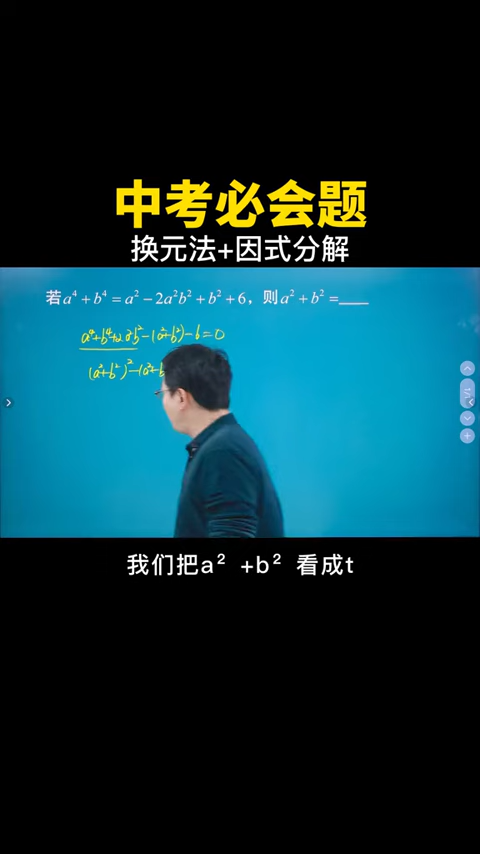 中考必会题
换元法+因式分解
若a⁴+b⁴=a²-2a²b²+b²+6，则a²+b²=____
a⁴+b⁴+2a²b²-(a²+b²)-6=0
(a²+b²)²-(a²+b
我们把a² +b² 看成t